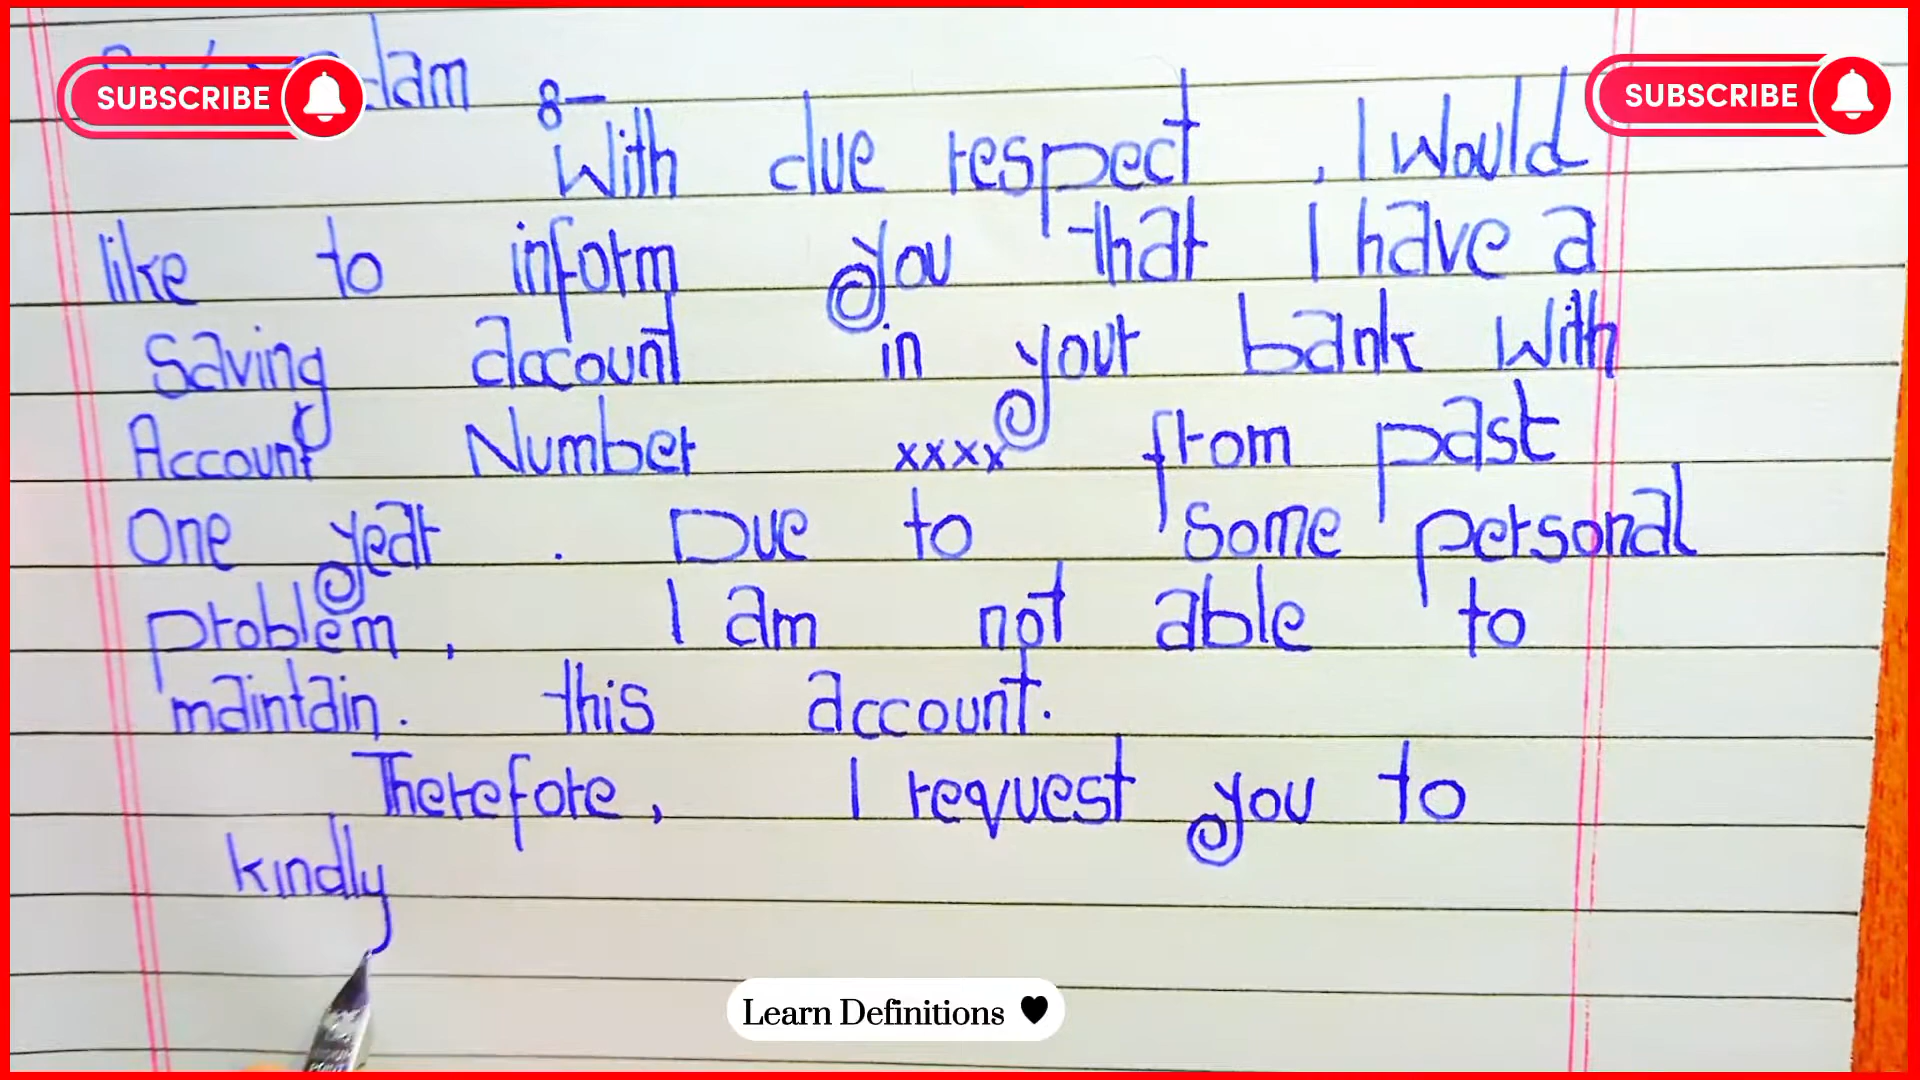 SUBSCRIBE
SUBSCRIBE
dam
8-
With due respect , I Would
like to inform you that I have a
Saving account in your bank With
Account Number xxxx from past
One year . Due to some personal
problem , I am not able to
maintain. this account.
Therefore, I request you to
kindly
Learn Definitions 🖤